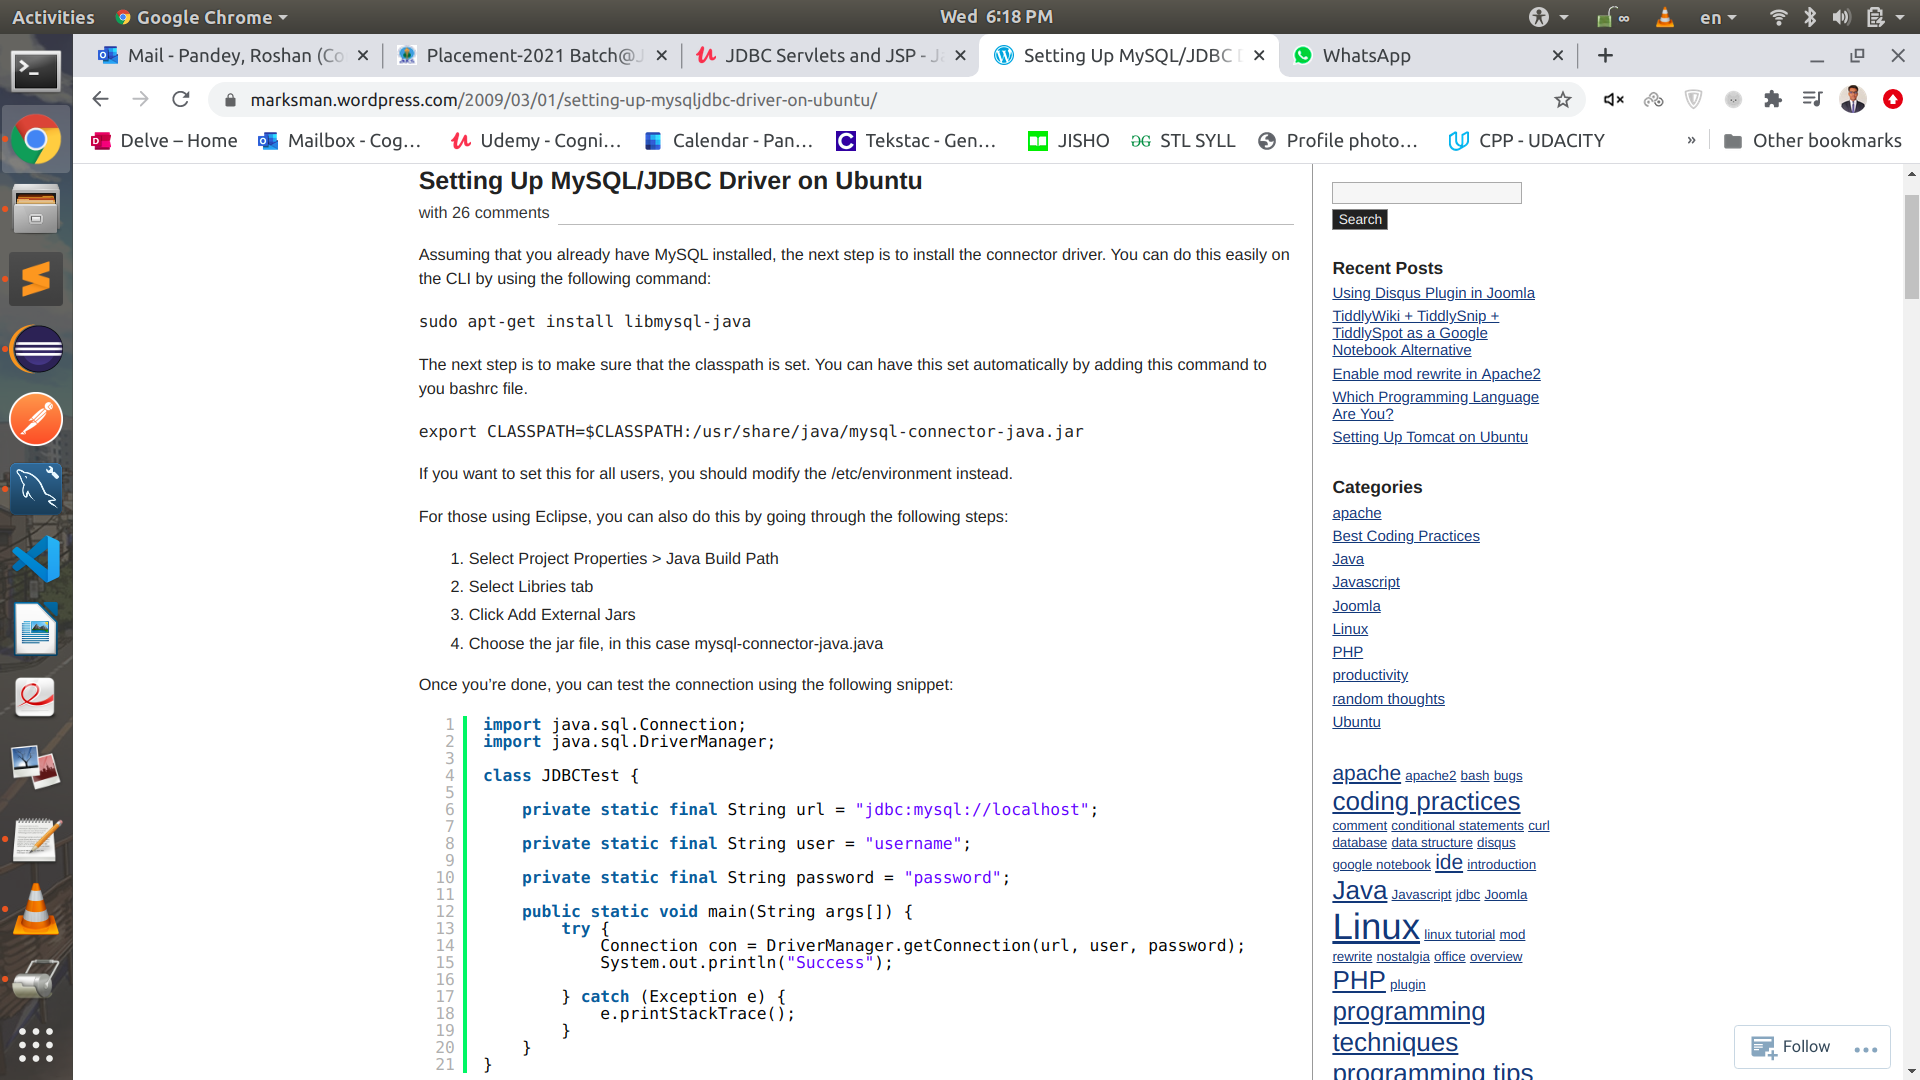 Activities
Google Chrome
Wed 6:18 PM
en
Mail - Pandey, Roshan (Co
Placement-2021 Batch@J
JDBC Servlets and JSP - Ja
Setting Up MySQL/JDBC D
WhatsApp
marksman.wordpress.com/2009/03/01/setting-up-mysqljdbc-driver-on-ubuntu/
Delve – Home
Mailbox - Cog...
Udemy - Cogni...
Calendar - Pan...
Tekstac - Gen...
JISHO
STL SYLL
Profile photo...
CPP - UDACITY
»
Other bookmarks
Setting Up MySQL/JDBC Driver on Ubuntu
with 26 comments
Assuming that you already have MySQL installed, the next step is to install the connector driver. You can do this easily on
the CLI by using the following command:
sudo apt-get install libmysql-java
The next step is to make sure that the classpath is set. You can have this set automatically by adding this command to
you bashrc file.
export CLASSPATH=$CLASSPATH:/usr/share/java/mysql-connector-java.jar
If you want to set this for all users, you should modify the /etc/environment instead.
For those using Eclipse, you can also do this by going through the following steps:
1. Select Project Properties > Java Build Path
2. Select Libries tab
3. Click Add External Jars
4. Choose the jar file, in this case mysql-connector-java.java
Once you're done, you can test the connection using the following snippet:
1 import java.sql.Connection;
2 import java.sql.DriverManager;
3
4 class JDBCTest {
5
6 private static final String url = "jdbc:mysql://localhost";
7
8 private static final String user = "username";
9
10 private static final String password = "password";
11
12 public static void main(String args[]) {
13 try {
14 Connection con = DriverManager.getConnection(url, user, password);
15 System.out.println("Success");
16
17 } catch (Exception e) {
18 e.printStackTrace();
19 }
20 }
21 }
Search
Recent Posts
Using Disqus Plugin in Joomla
TiddlyWiki + TiddlySnip +
TiddlySpot as a Google
Notebook Alternative
Enable mod rewrite in Apache2
Which Programming Language
Are You?
Setting Up Tomcat on Ubuntu
Categories
apache
Best Coding Practices
Java
Javascript
Joomla
Linux
PHP
productivity
random thoughts
Ubuntu
apache apache2 bash bugs
coding practices
comment conditional statements curl
database data structure disqus
google notebook ide introduction
Java Javascript jdbc Joomla
Linux linux tutorial mod
rewrite nostalgia office overview
PHP plugin
programming
techniques
programming tips
Follow